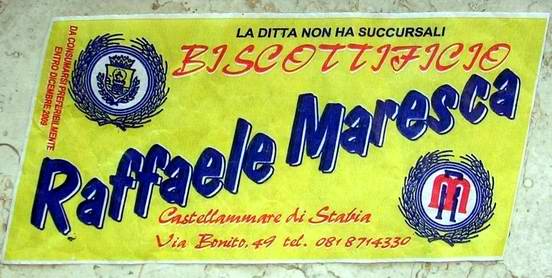 LA DITTA NON HA SUCCURSALI
BISCOTTIFICIO
Raffaele Maresca
Castellammare di Stabia
Via Bonito, 49 tel. 081 8714330
DA CONSUMARSI PREFERIBILMENTE
ENTRO DICEMBRE 2009
MR